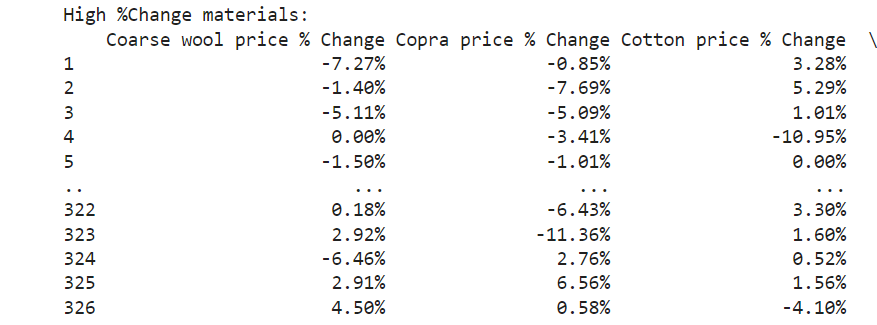 High %Change materials:
Coarse wool price % Change Copra price % Change Cotton price % Change \
1 -7.27% -0.85% 3.28%
2 -1.40% -7.69% 5.29%
3 -5.11% -5.09% 1.01%
4 0.00% -3.41% -10.95%
5 -1.50% -1.01% 0.00%
.. ... ... ...
322 0.18% -6.43% 3.30%
323 2.92% -11.36% 1.60%
324 -6.46% 2.76% 0.52%
325 2.91% 6.56% 1.56%
326 4.50% 0.58% -4.10%